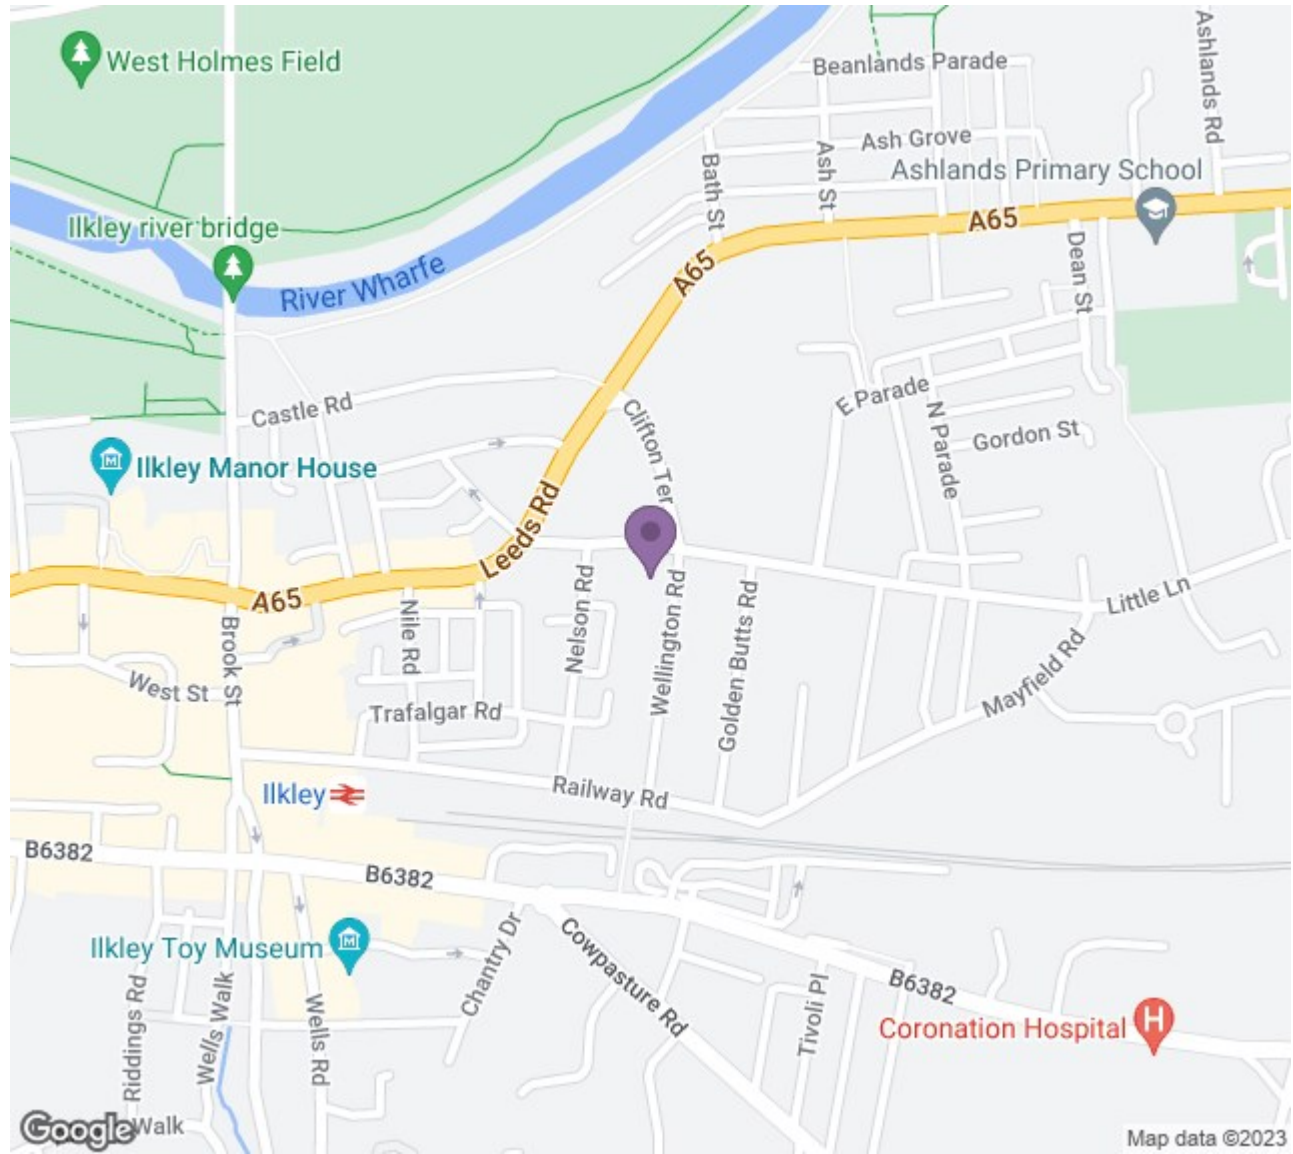 West Holmes Field
Beanlands Parade
Ashlands Rd
Ash Grove
Bath St
Ash St
Ashlands Primary School
Ilkley river bridge
A65
Dean St
River Wharfe
A65
E Parade
Castle Rd
Clifton Ter
N Parade
Gordon St
Ilkley Manor House
Leeds Rd
Little Ln
A65
Nile Rd
Nelson Rd
Wellington Rd
Golden Butts Rd
Brook St
Mayfield Rd
West St
Trafalgar Rd
Ilkley
Railway Rd
B6382
B6382
Ilkley Toy Museum
Chantry Dr
Cowpasture Rd
B6382
Riddings Rd
Wells Walk
Wells Rd
Tivoli Pl
Coronation Hospital
H
Google
Walk
Map data ©2023